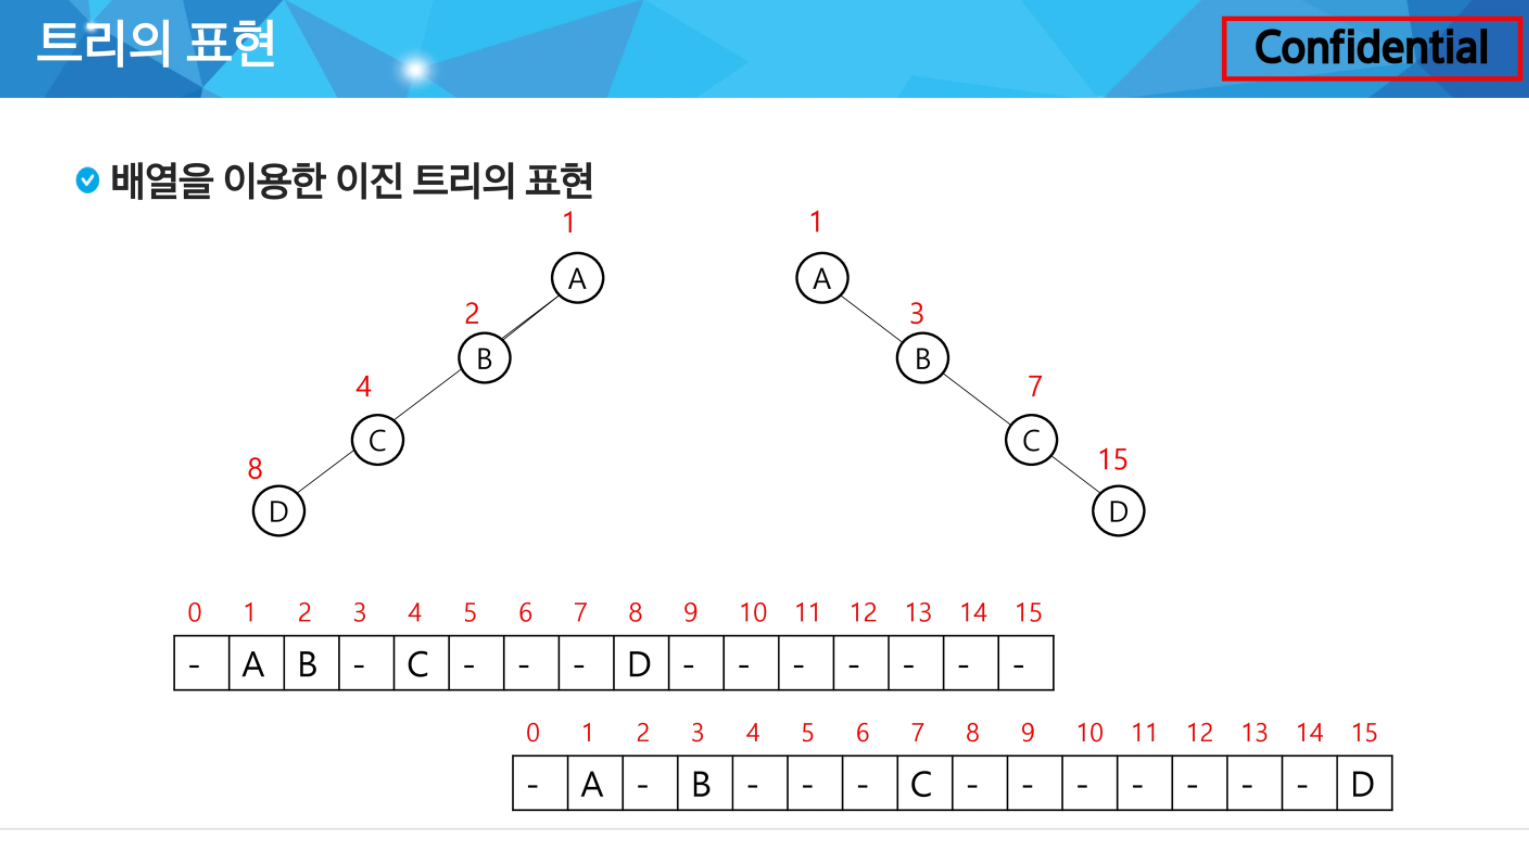 트리의 표현
Confidential
배열을 이용한 이진 트리의 표현
1 1
A A
2 3
B B
4 7
C C
8 15
D D
0 1 2 3 4 5 6 7 8 9 10 11 12 13 14 15
- A B - C - - - D - - - - - - -
0 1 2 3 4 5 6 7 8 9 10 11 12 13 14 15
- A - B - - - C - - - - - - - D